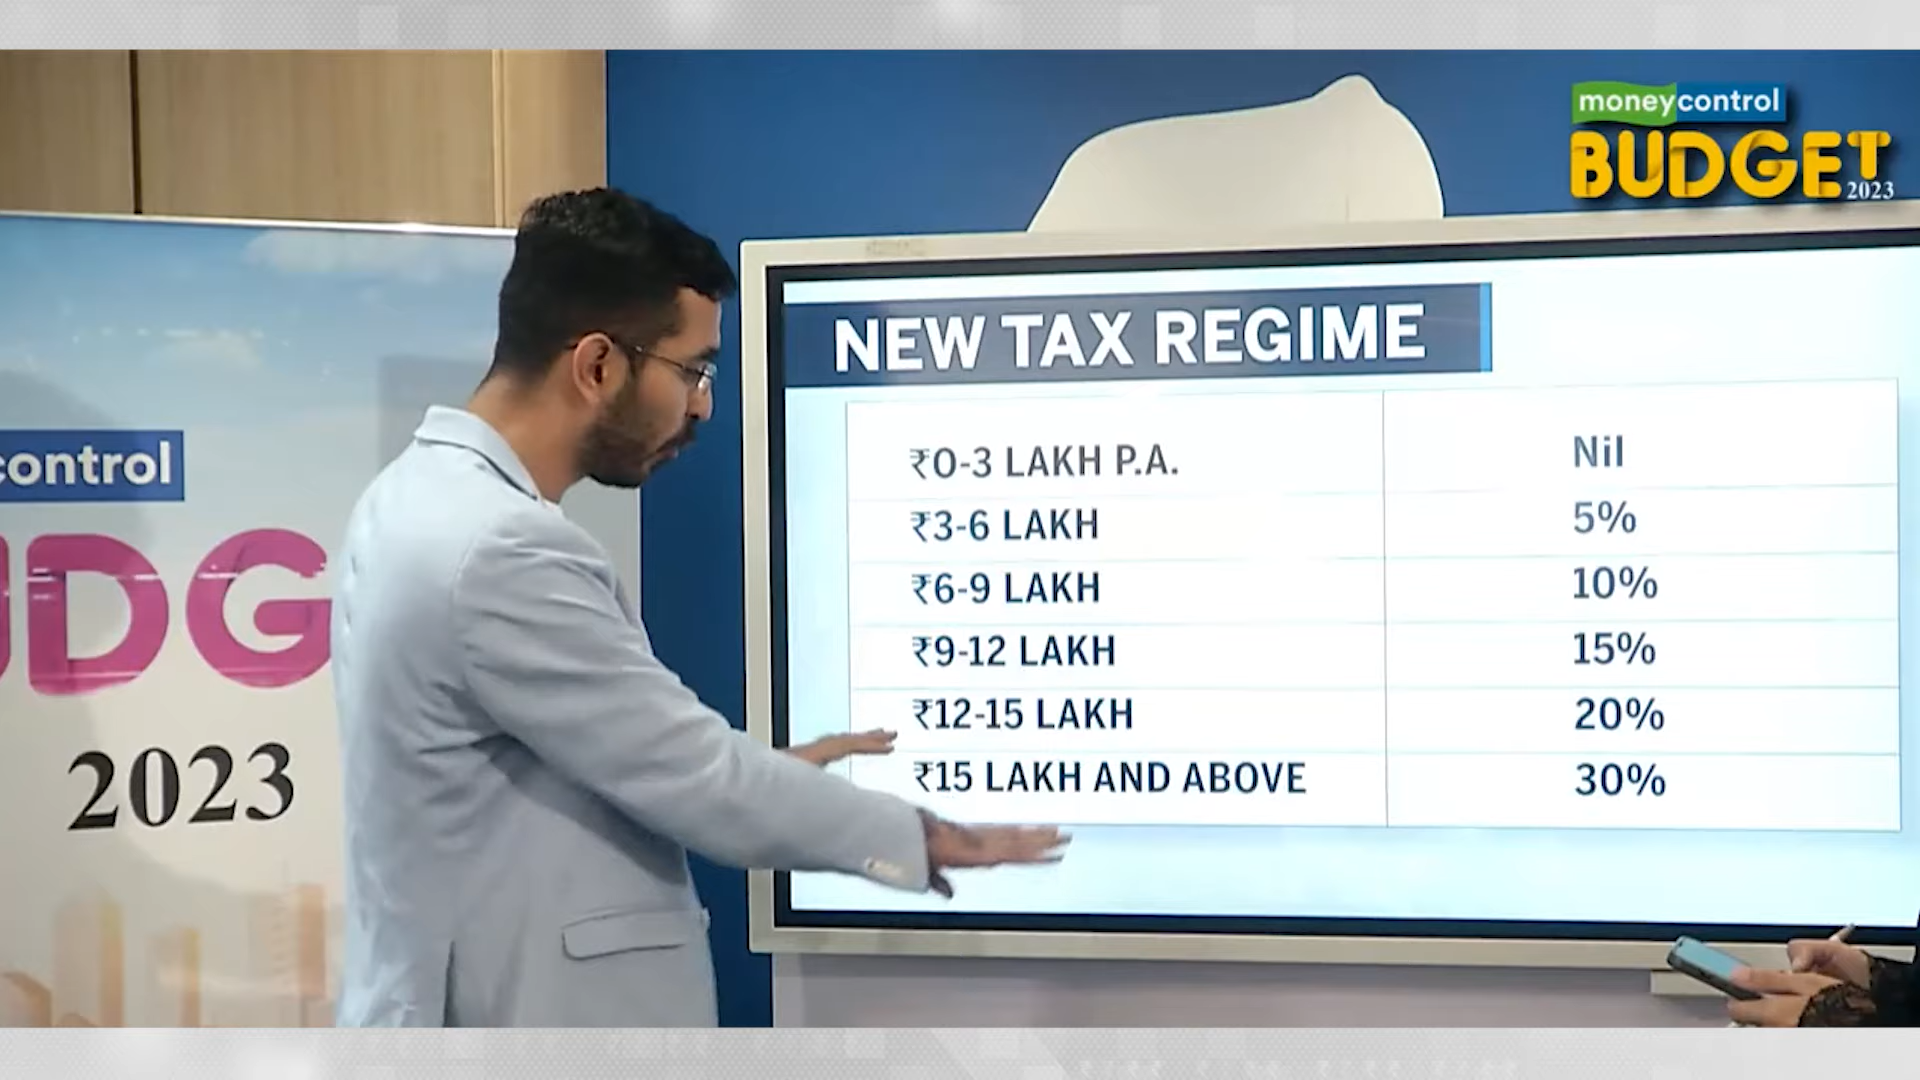 moneycontrol
BUDGET
2023
NEW TAX REGIME
₹0-3 LAKH P.A. Nil
₹3-6 LAKH 5%
₹6-9 LAKH 10%
₹9-12 LAKH 15%
₹12-15 LAKH 20%
₹15 LAKH AND ABOVE 30%
control
UDG
2023